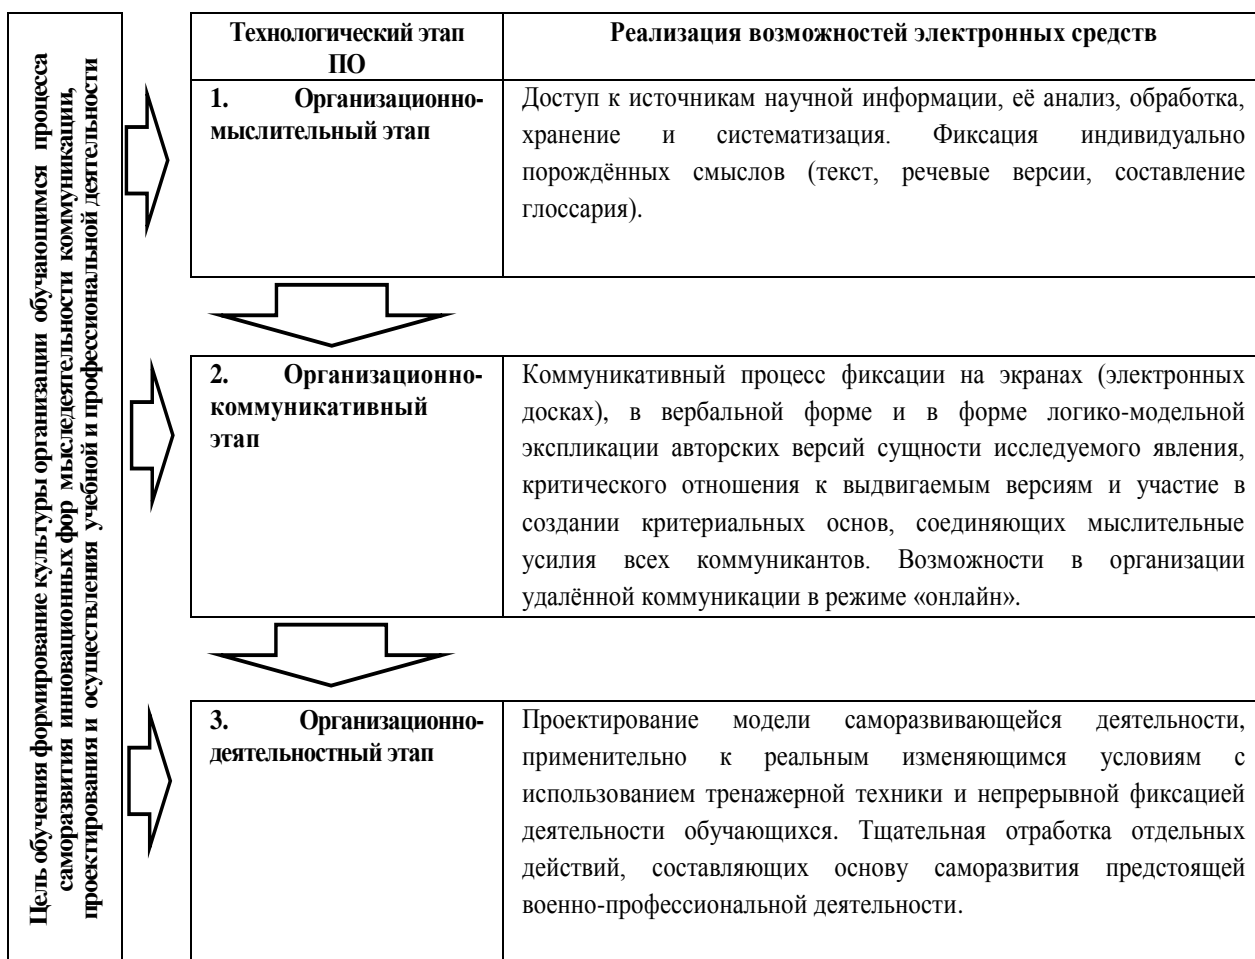 Цель обучения формирование культуры организации обучающимся процесса
саморазвития инновационных фор мыследеятельности коммуникации,
проектирования и осуществления учебной и профессиональной деятельности
Технологический этап
ПО
Реализация возможностей электронных средств
1. Организационно-
мыслительный этап
Доступ к источникам научной информации, её анализ, обработка,
хранение и систематизация. Фиксация индивидуально
порождённых смыслов (текст, речевые версии, составление
глоссария).
2. Организационно-
коммуникативный
этап
Коммуникативный процесс фиксации на экранах (электронных
досках), в вербальной форме и в форме логико-модельной
экспликации авторских версий сущности исследуемого явления,
критического отношения к выдвигаемым версиям и участие в
создании критериальных основ, соединяющих мыслительные
усилия всех коммуникантов. Возможности в организации
удалённой коммуникации в режиме «онлайн».
3. Организационно-
деятельностный этап
Проектирование модели саморазвивающейся деятельности,
применительно к реальным изменяющимся условиям с
использованием тренажерной техники и непрерывной фиксацией
деятельности обучающихся. Тщательная отработка отдельных
действий, составляющих основу саморазвития предстоящей
военно-профессиональной деятельности.